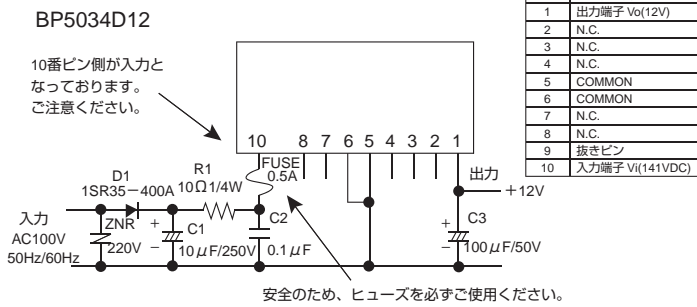 BP5034D12
1 出力端子 Vo(12V)
2 N.C.
3 N.C.
4 N.C.
5 COMMON
6 COMMON
7 N.C.
8 N.C.
9 抜きピン
10 入力端子 Vi(141VDC)
10番ピン側が入力と
なっております。
ご注意ください。
10 8 7 6 5 4 3 2 1
FUSE
0.5A
D1
1SR35－400A
R1
10Ω1/4W
出力
＋12V
入力
AC100V
50Hz/60Hz
ZNR
220V
+
−
C1
10μF/250V
C2
0.1μF
+
−
C3
100μF/50V
安全のため、ヒューズを必ずご使用ください。